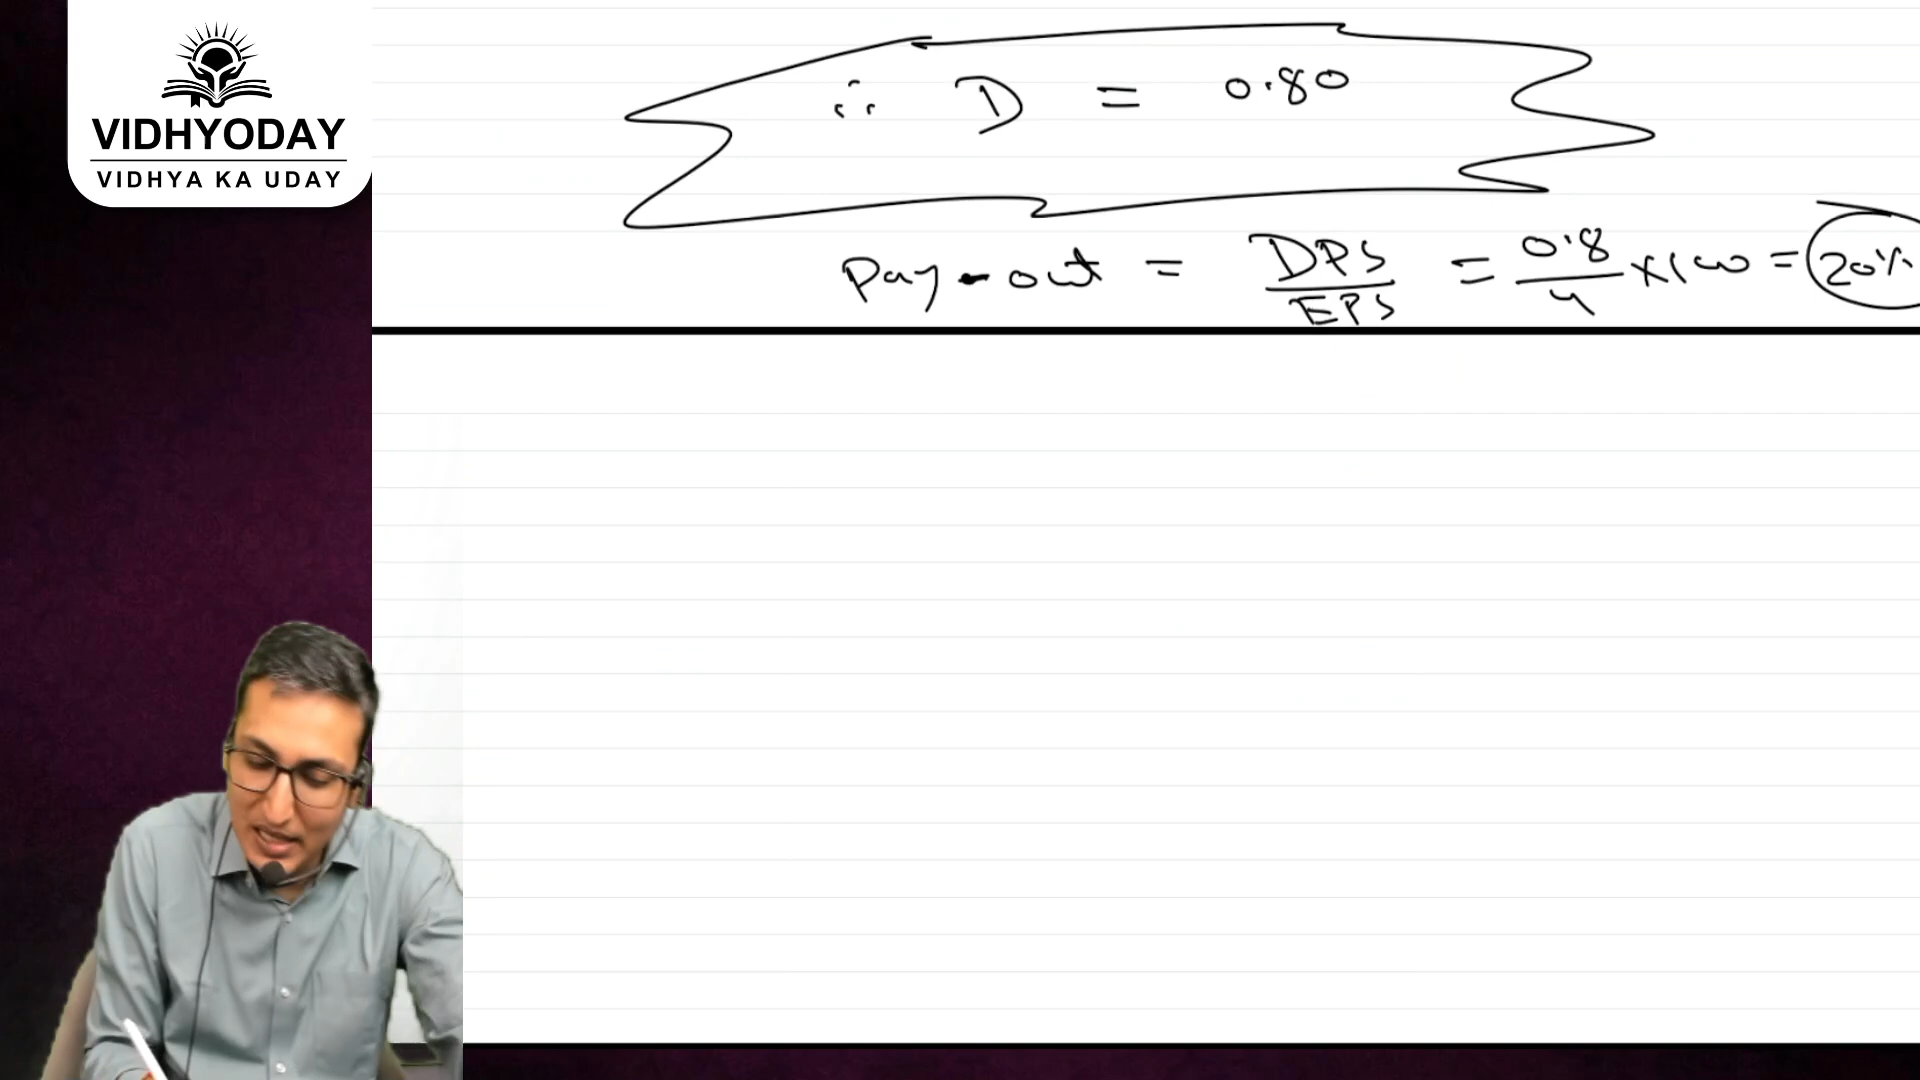 VIDHYODAY
VIDHYA KA UDAY
∴ D = 0.80
Pay-out = DPS/EPS = 0.8/4 ×100 = 20%